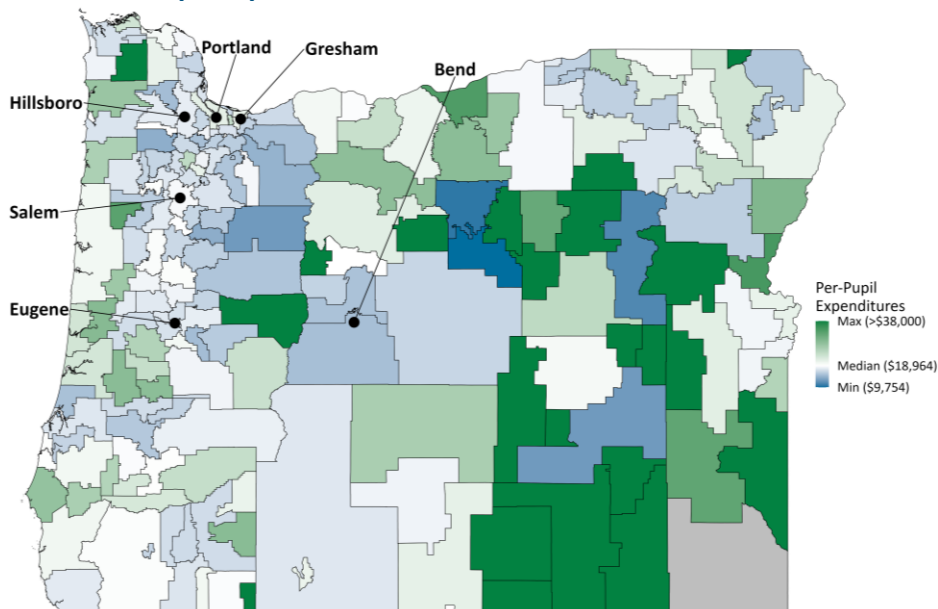 Portland
Gresham
Bend
Hillsboro
Salem
Eugene
Per-Pupil
Expenditures
Max (>$38,000)
Median ($18,964)
Min ($9,754)